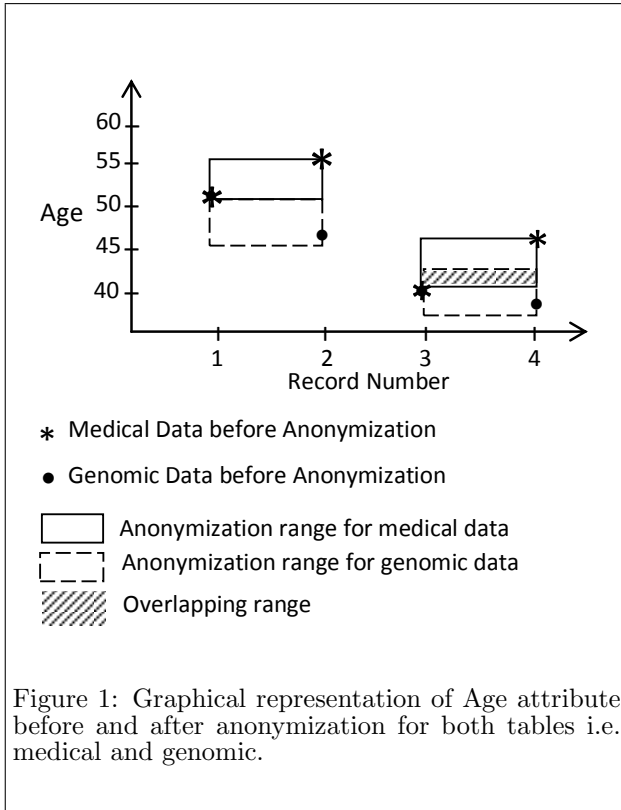 60
55
50
Age
45
40
1 2 3 4
Record Number
* Medical Data before Anonymization
● Genomic Data before Anonymization
Anonymization range for medical data
Anonymization range for genomic data
Overlapping range
Figure 1: Graphical representation of Age attribute
before and after anonymization for both tables i.e.
medical and genomic.